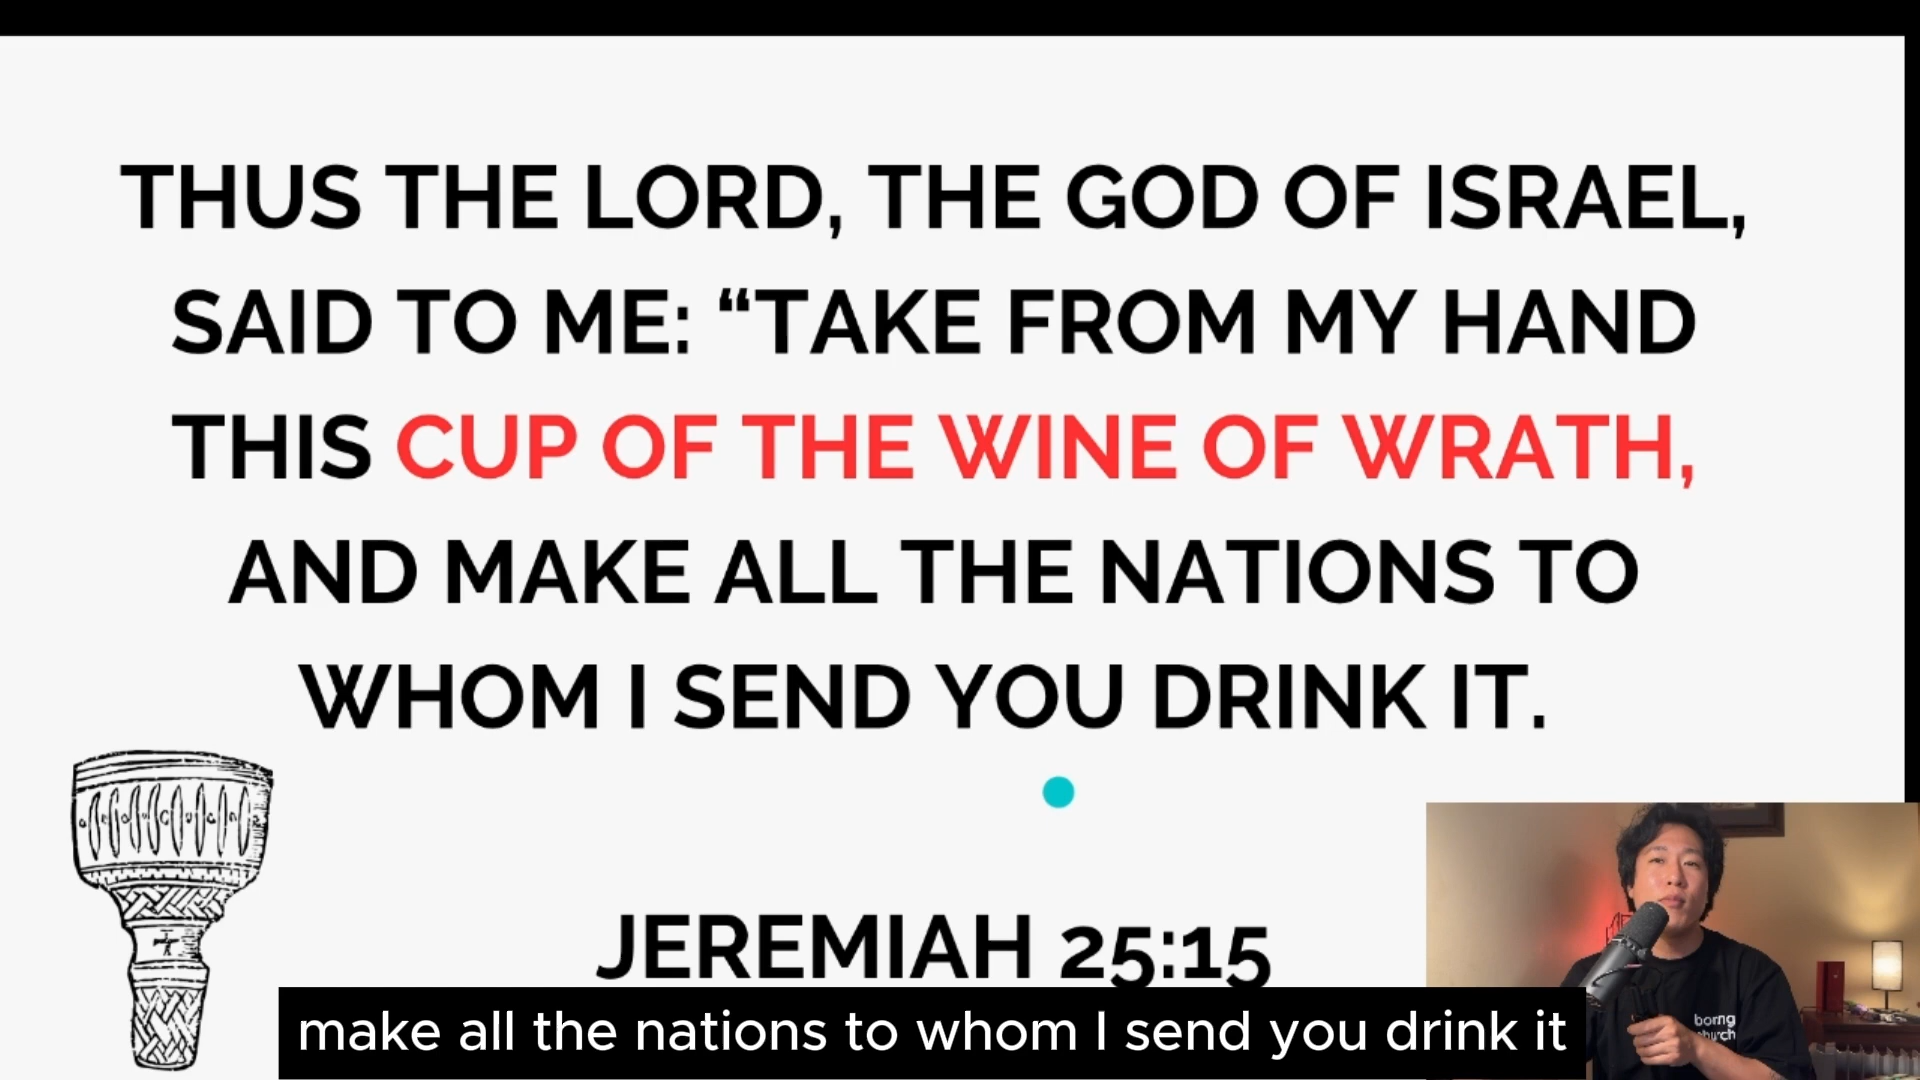 THUS THE LORD, THE GOD OF ISRAEL,
SAID TO ME: “TAKE FROM MY HAND
THIS CUP OF THE WINE OF WRATH,
AND MAKE ALL THE NATIONS TO
WHOM I SEND YOU DRINK IT.
JEREMIAH 25:15
make all the nations to whom I send you drink it